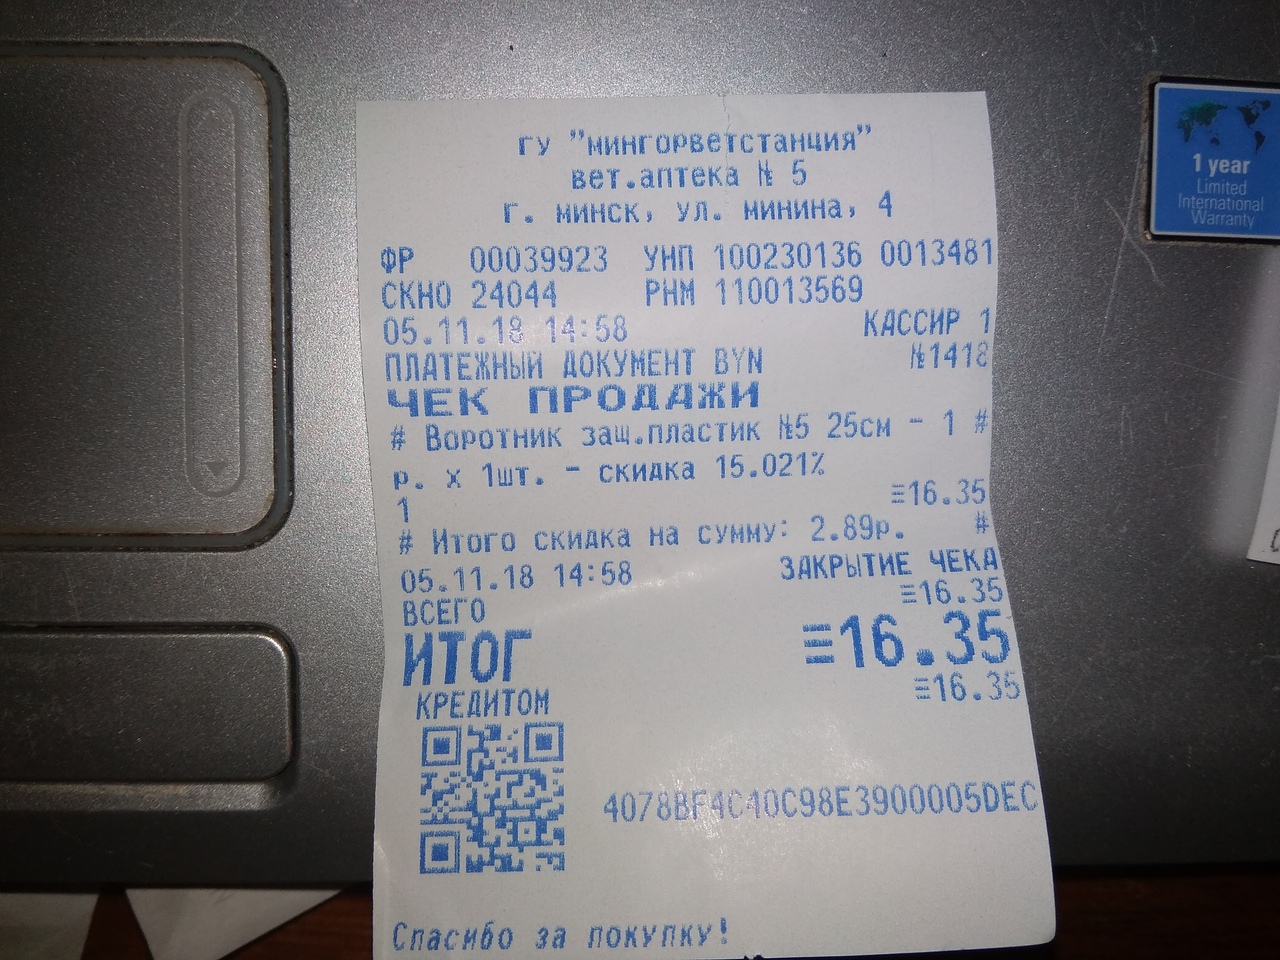 ГУ "МИНГОРВЕТСТАНЦИЯ"
ВЕТ.АПТЕКА № 5
Г. МИНСК, УЛ. МИНИНА, 4
ФР 00039923 УНП 100230136 0013481
СКНО 24044 РНМ 110013569
05.11.18 14:58 КАССИР 1
ПЛАТЕЖНЫЙ ДОКУМЕНТ BYN №1418
ЧЕК ПРОДАЖИ
# Воротник защ.пластик №5 25см - 1 #
р. х 1шт. - скидка 15.021%
1 ≡16.35
# Итого скидка на сумму: 2.89р. #
05.11.18 14:58 ЗАКРЫТИЕ ЧЕКА
ВСЕГО ≡16.35
ИТОГ ≡16.35
КРЕДИТОМ ≡16.35
4078BF4C40C98E3900005DEC
Спасибо за покупку!
1 year
Limited
International
Warranty